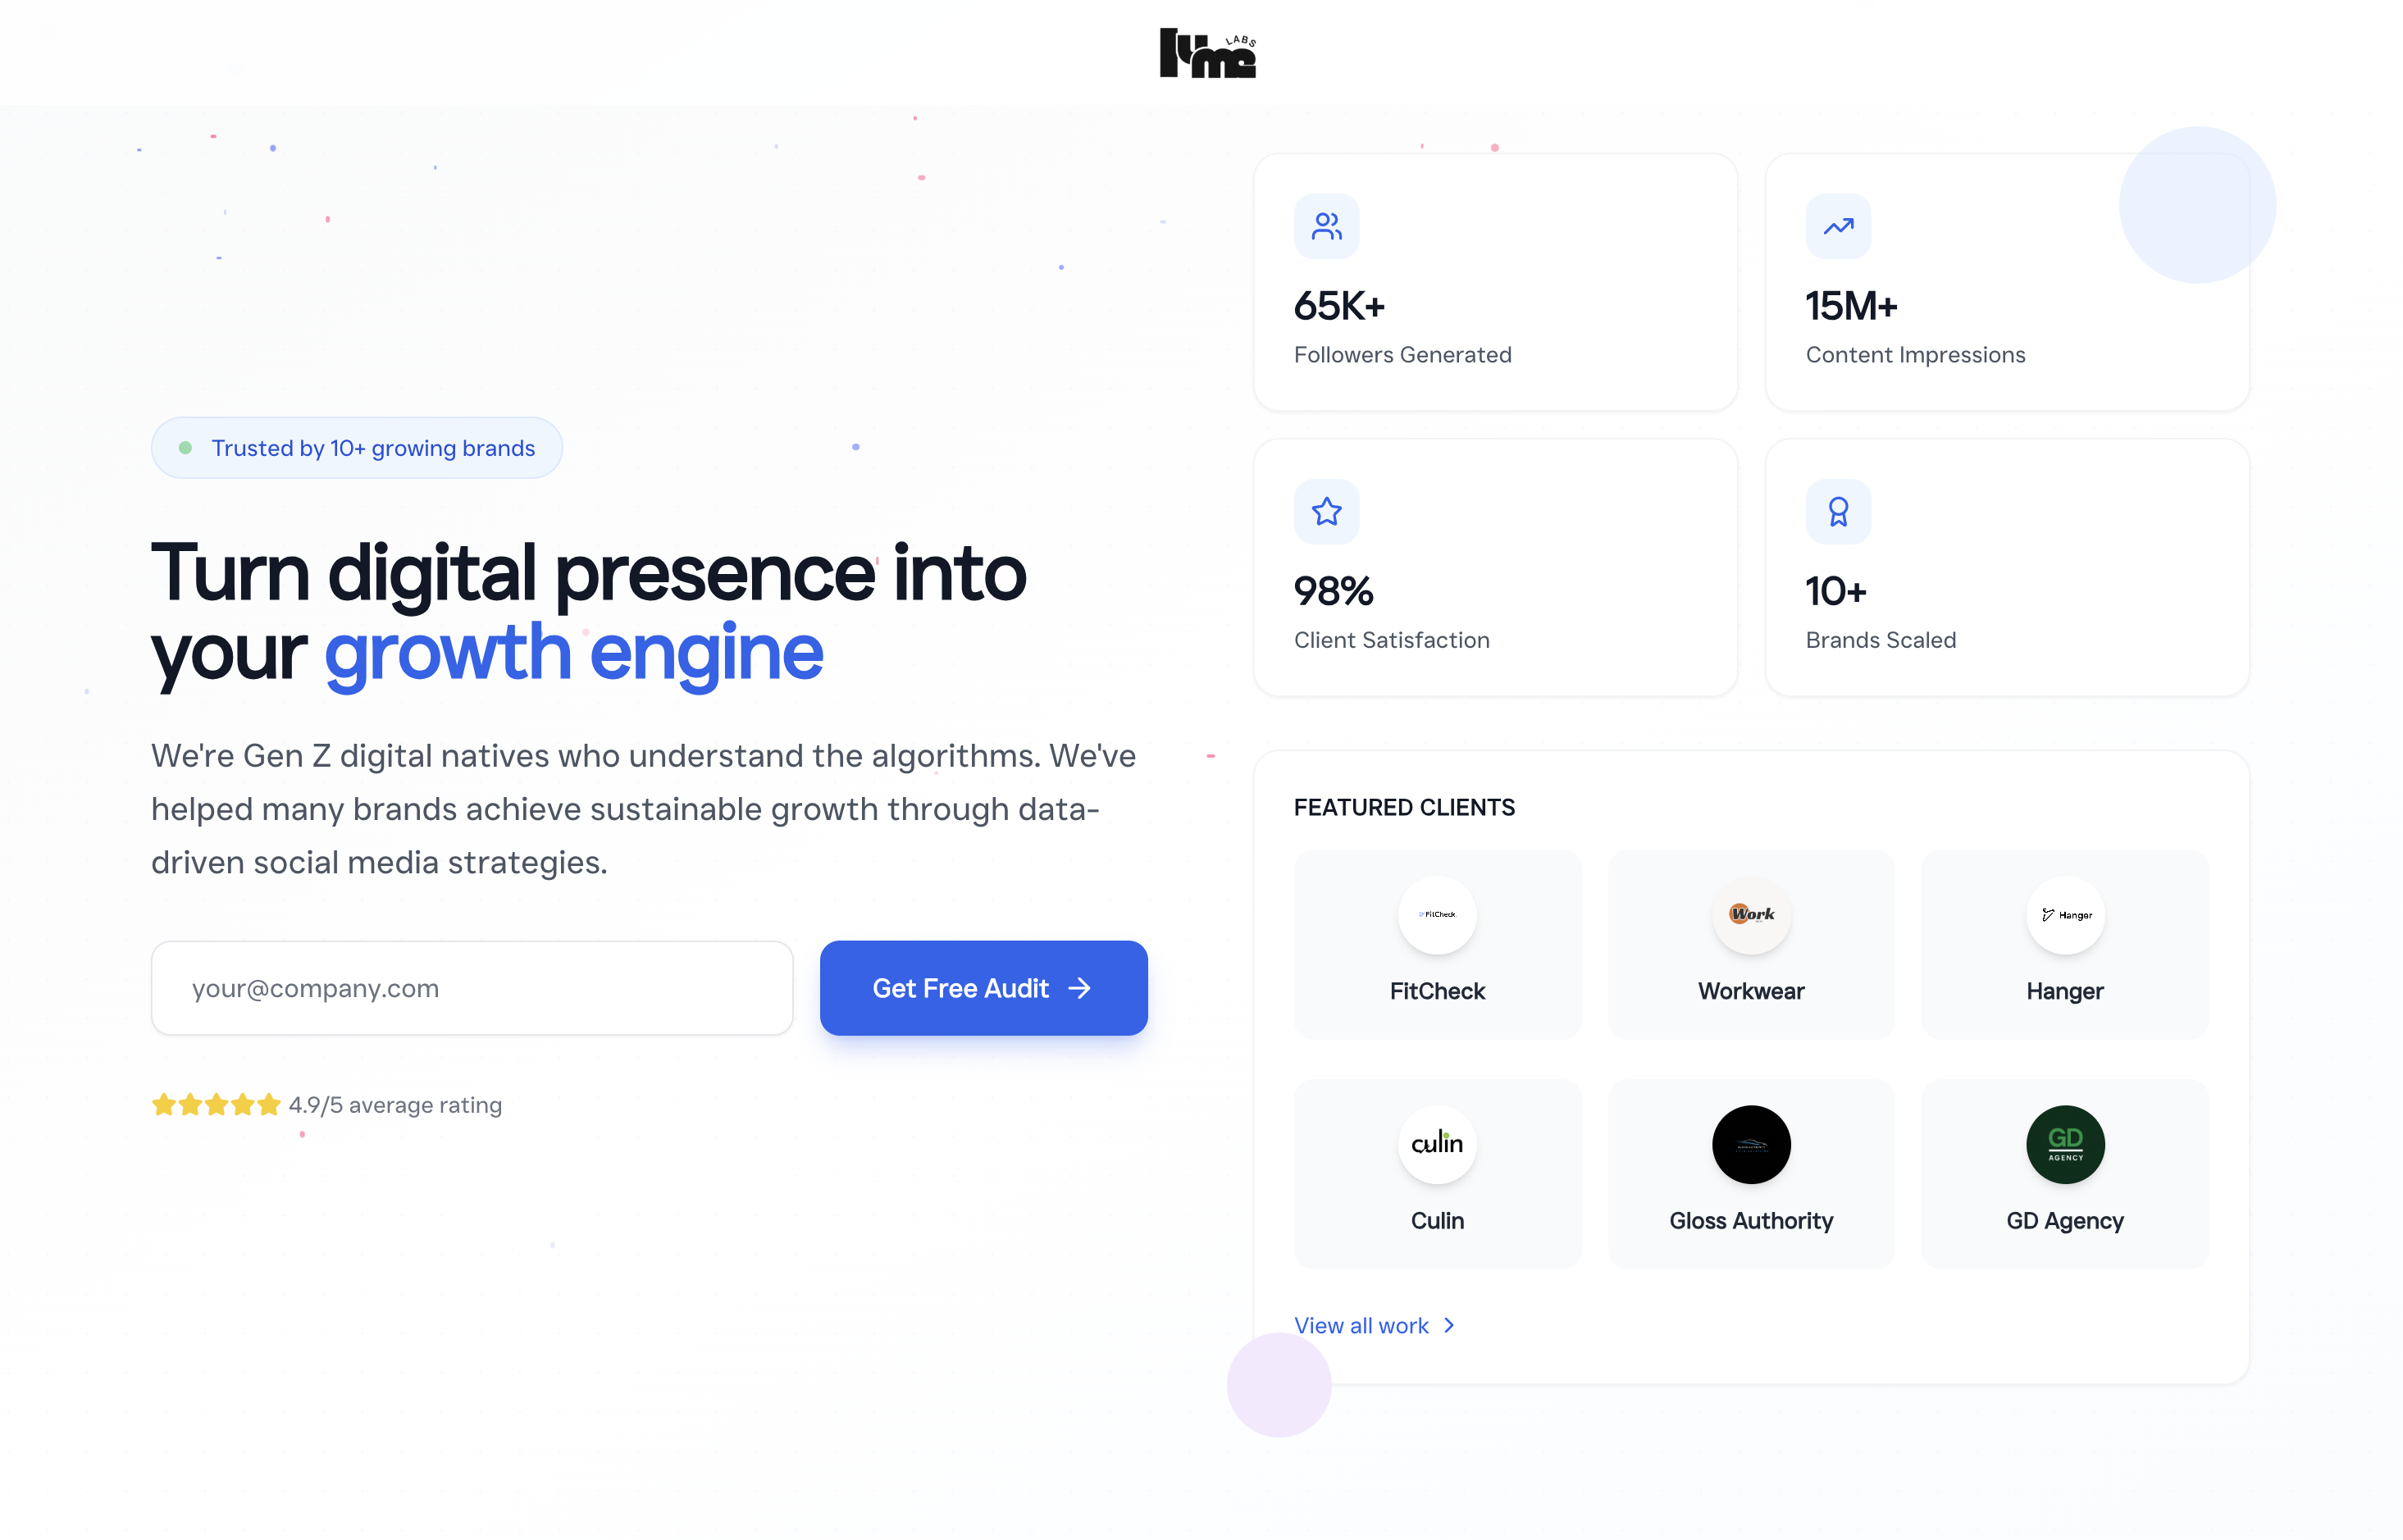 LABS
Trusted by 10+ growing brands
Turn digital presence into
your growth engine
We're Gen Z digital natives who understand the algorithms. We've
helped many brands achieve sustainable growth through data-
driven social media strategies.
your@company.com
Get Free Audit
4.9/5 average rating
65K+
Followers Generated
15M+
Content Impressions
98%
Client Satisfaction
10+
Brands Scaled
FEATURED CLIENTS
FitCheck
FitCheck
Work
Workwear
Hanger
Hanger
culin
Culin
Gloss Authority
GD
AGENCY
GD Agency
View all work